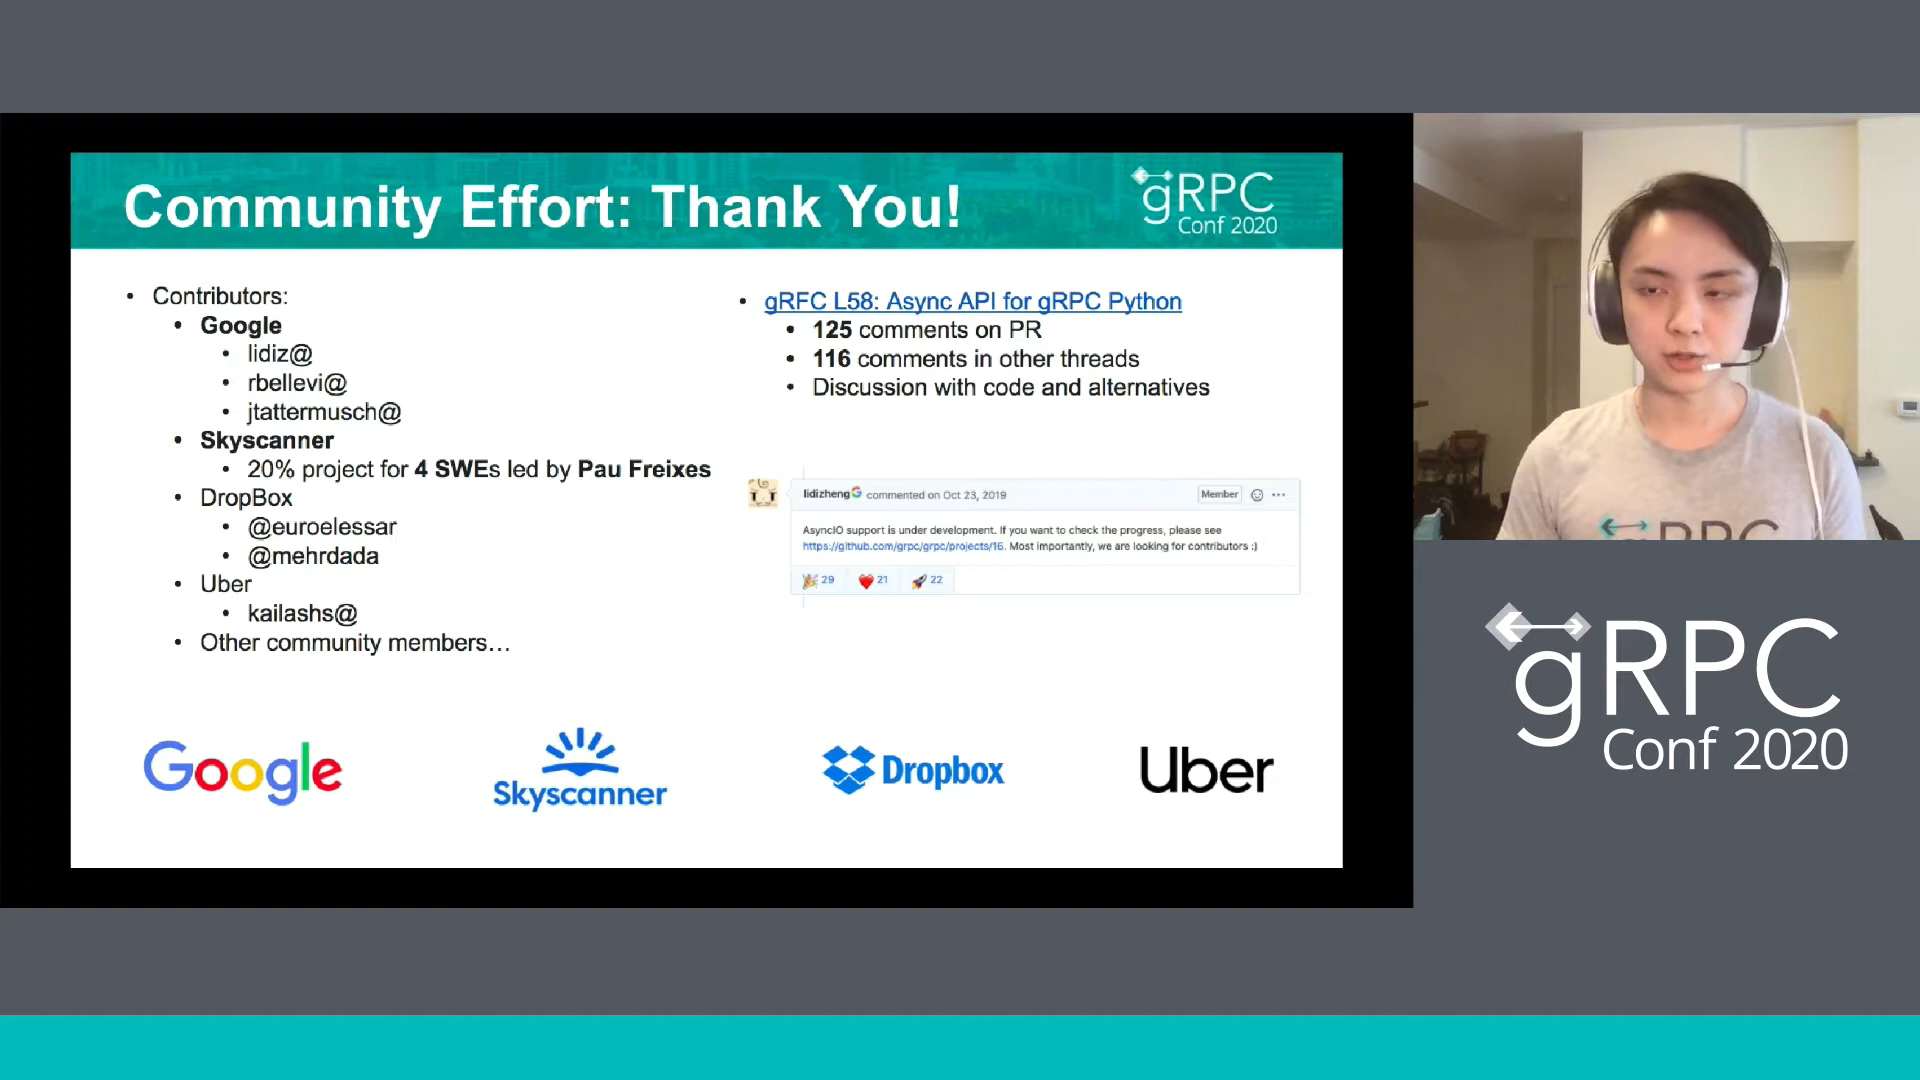 Community Effort: Thank You!
gRPC
Conf 2020
• Contributors:
• Google
• lidiz@
• rbellevi@
• jtattermusch@
• Skyscanner
• 20% project for 4 SWEs led by Pau Freixes
• DropBox
• @euroelessar
• @mehrdada
• Uber
• kailashs@
• Other community members…
• gRFC L58: Async API for gRPC Python
• 125 comments on PR
• 116 comments in other threads
• Discussion with code and alternatives
lidizheng commented on Oct 23, 2019 Member
AsyncIO support is under development. If you want to check the progress, please see
https://github.com/grpc/grpc/projects/16. Most importantly, we are looking for contributors :)
29 21 22
Google
Skyscanner
Dropbox
Uber
gRPC
Conf 2020